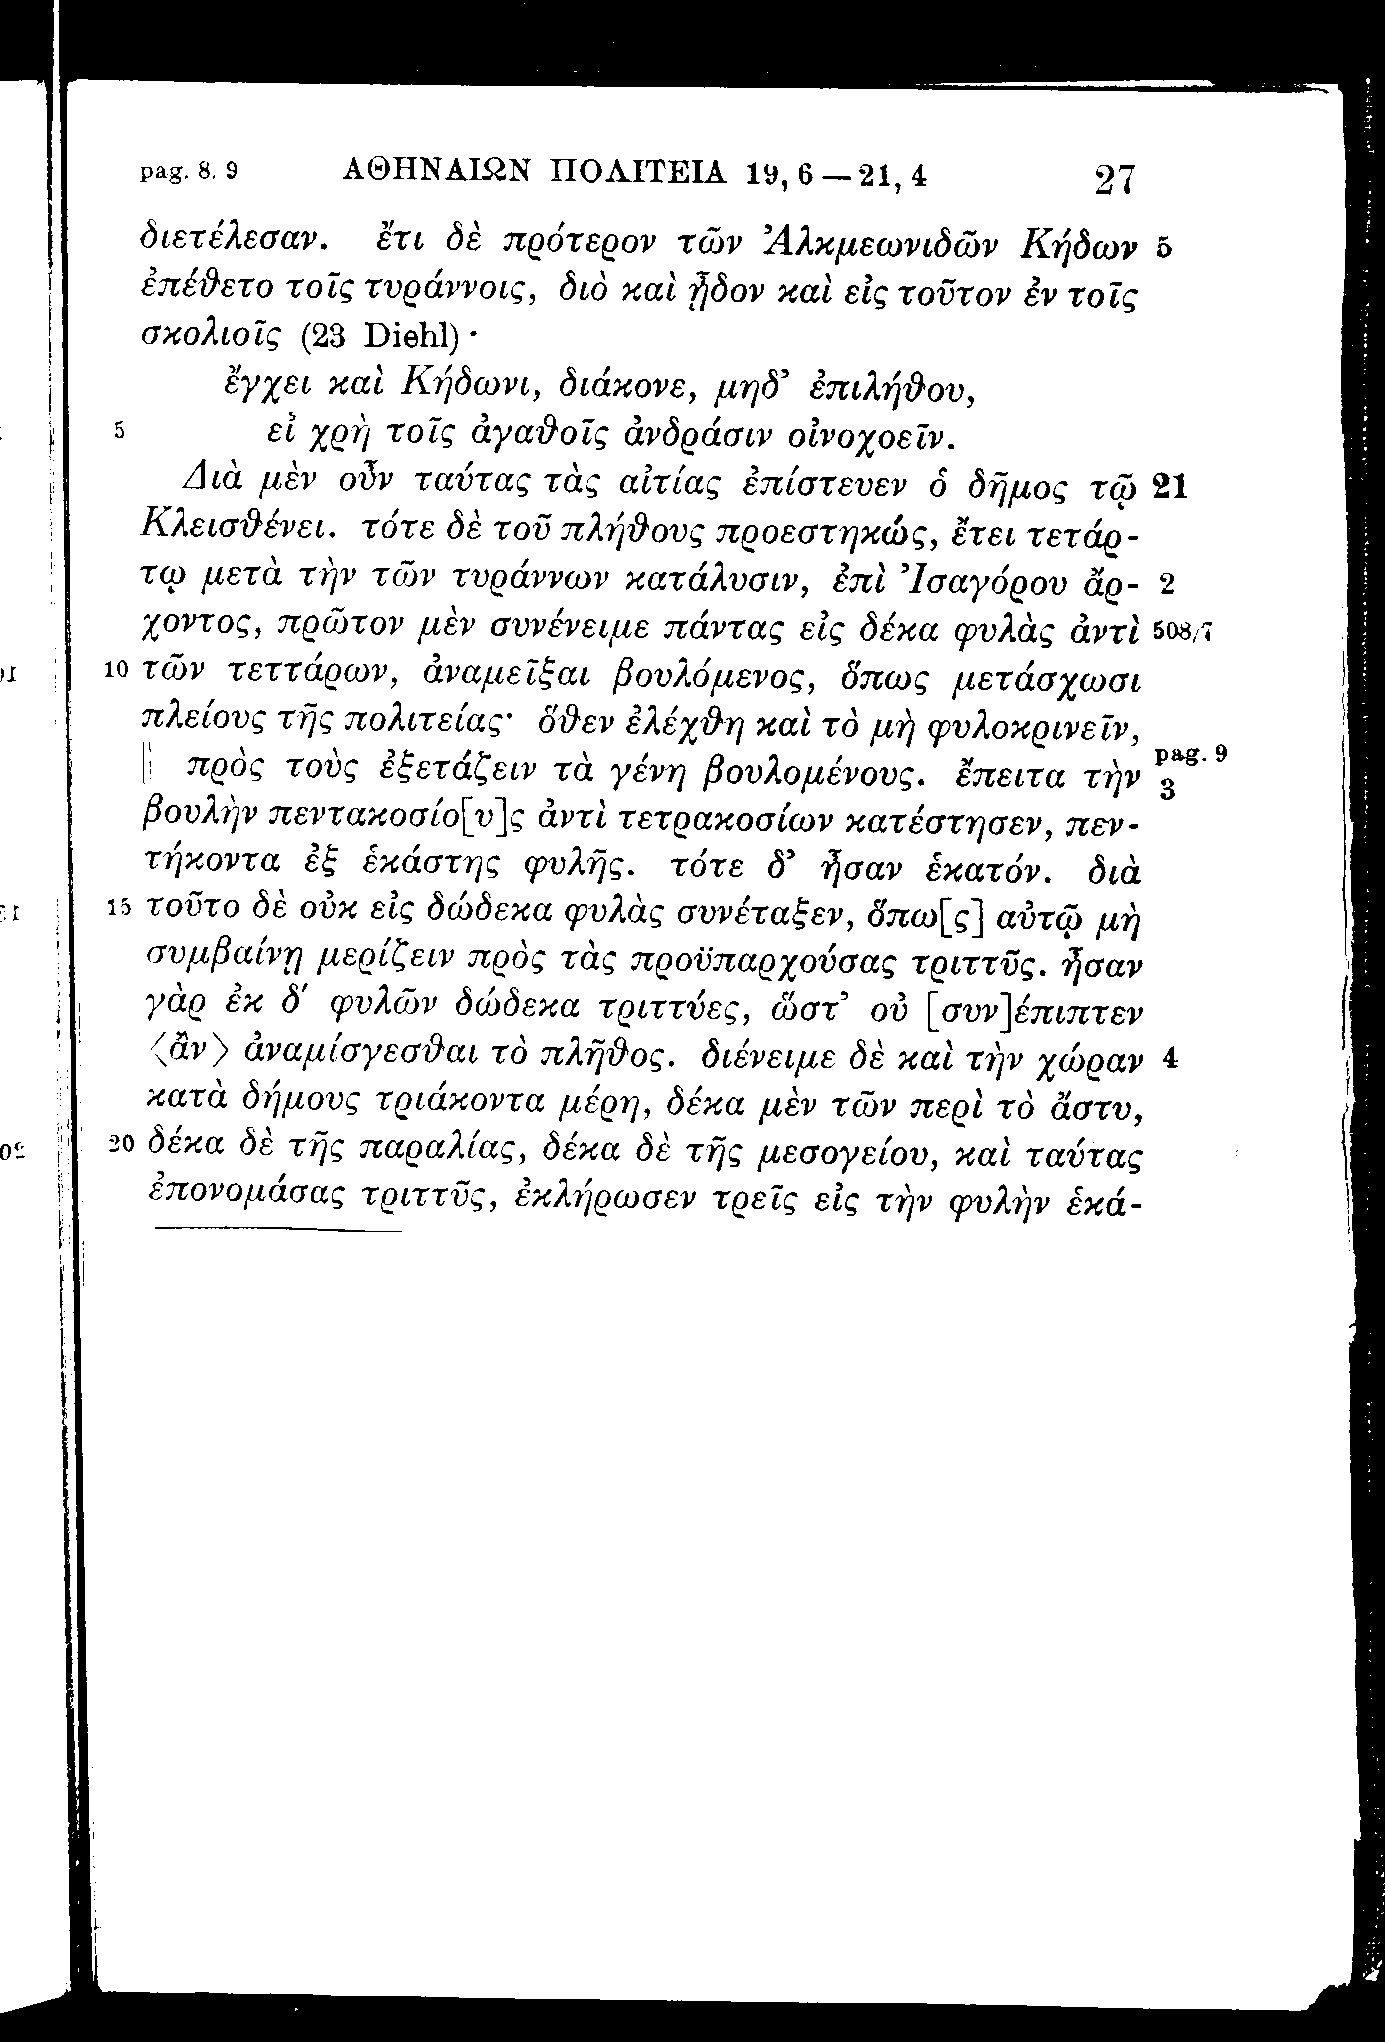 pag. 8. 9 ΑΘΗΝΑΙΩΝ ΠΟΛΙΤΕΙΑ 19, 6 — 21, 4 27
διετέλεσαν. ἔτι δὲ πρότερον τῶν Ἀλκμεωνιδῶν Κήδων 5
ἐπέθετο τοῖς τυράννοις, διὸ καὶ ᾖδον καὶ εἰς τοῦτον ἐν τοῖς
σκολιοῖς (23 Diehl)·
ἔγχει καὶ Κήδωνι, διάκονε, μηδ’ ἐπιλήθου,
5 εἰ χρὴ τοῖς ἀγαθοῖς ἀνδράσιν οἰνοχοεῖν.
Διὰ μὲν οὖν ταύτας τὰς αἰτίας ἐπίστευεν ὁ δῆμος τῷ 21
Κλεισθένει. τότε δὲ τοῦ πλήθους προεστηκώς, ἔτει τετάρ-
τῳ μετὰ τὴν τῶν τυράννων κατάλυσιν, ἐπὶ Ἰσαγόρου ἄρ- 2
χοντος, πρῶτον μὲν συνένειμε πάντας εἰς δέκα φυλὰς ἀντὶ 508/7
10 τῶν τεττάρων, ἀναμεῖξαι βουλόμενος, ὅπως μετάσχωσι
πλείους τῆς πολιτείας· ὅθεν ἐλέχθη καὶ τὸ μὴ φυλοκρινεῖν,
|| πρὸς τοὺς ἐξετάζειν τὰ γένη βουλομένους. ἔπειτα τὴν pag. 9 3
βουλὴν πεντακοσίο[υ]ς ἀντὶ τετρακοσίων κατέστησεν, πεν-
τήκοντα ἐξ ἑκάστης φυλῆς. τότε δ’ ἦσαν ἑκατόν. διὰ
15 τοῦτο δὲ οὐκ εἰς δώδεκα φυλὰς συνέταξεν, ὅπω[ς] αὐτῷ μὴ
συμβαίνῃ μερίζειν πρὸς τὰς προϋπαρχούσας τριττῦς. ἦσαν
γὰρ ἐκ δ′ φυλῶν δώδεκα τριττύες, ὥστ’ οὐ [συν]έπιπτεν
⟨ἂν⟩ ἀναμίσγεσθαι τὸ πλῆθος. διένειμε δὲ καὶ τὴν χώραν 4
κατὰ δήμους τριάκοντα μέρη, δέκα μὲν τῶν περὶ τὸ ἄστυ,
20 δέκα δὲ τῆς παραλίας, δέκα δὲ τῆς μεσογείου, καὶ ταύτας
ἐπονομάσας τριττῦς, ἐκλήρωσεν τρεῖς εἰς τὴν φυλὴν ἑκά-